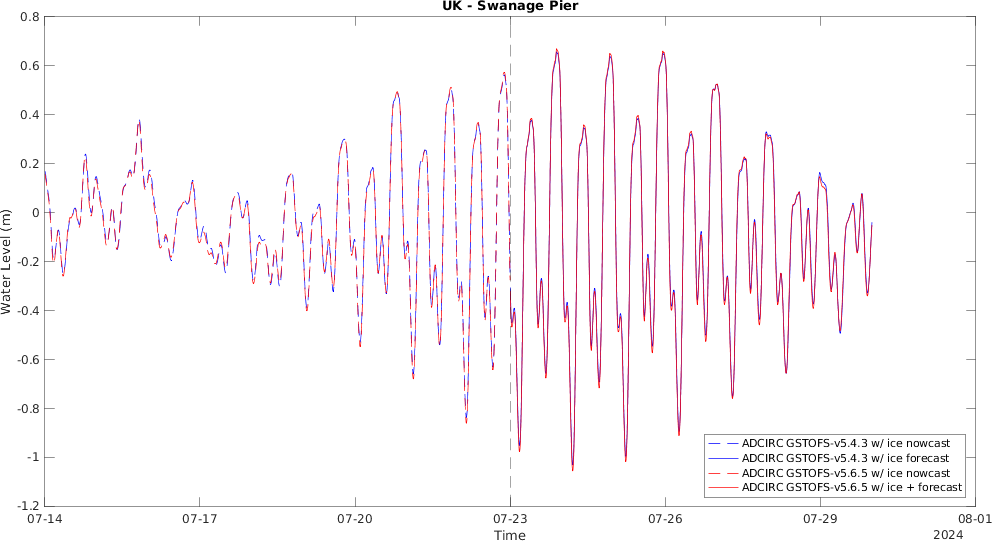 UK - Swanage Pier
0.8
0.6
0.4
0.2
0
-0.2
-0.4
-0.6
-0.8
-1
-1.2
Water Level (m)
07-14 07-17 07-20 07-23 07-26 07-29 08-01
Time
2024
ADCIRC GSTOFS-v5.4.3 w/ ice nowcast
ADCIRC GSTOFS-v5.4.3 w/ ice forecast
ADCIRC GSTOFS-v5.6.5 w/ ice nowcast
ADCIRC GSTOFS-v5.6.5 w/ ice + forecast